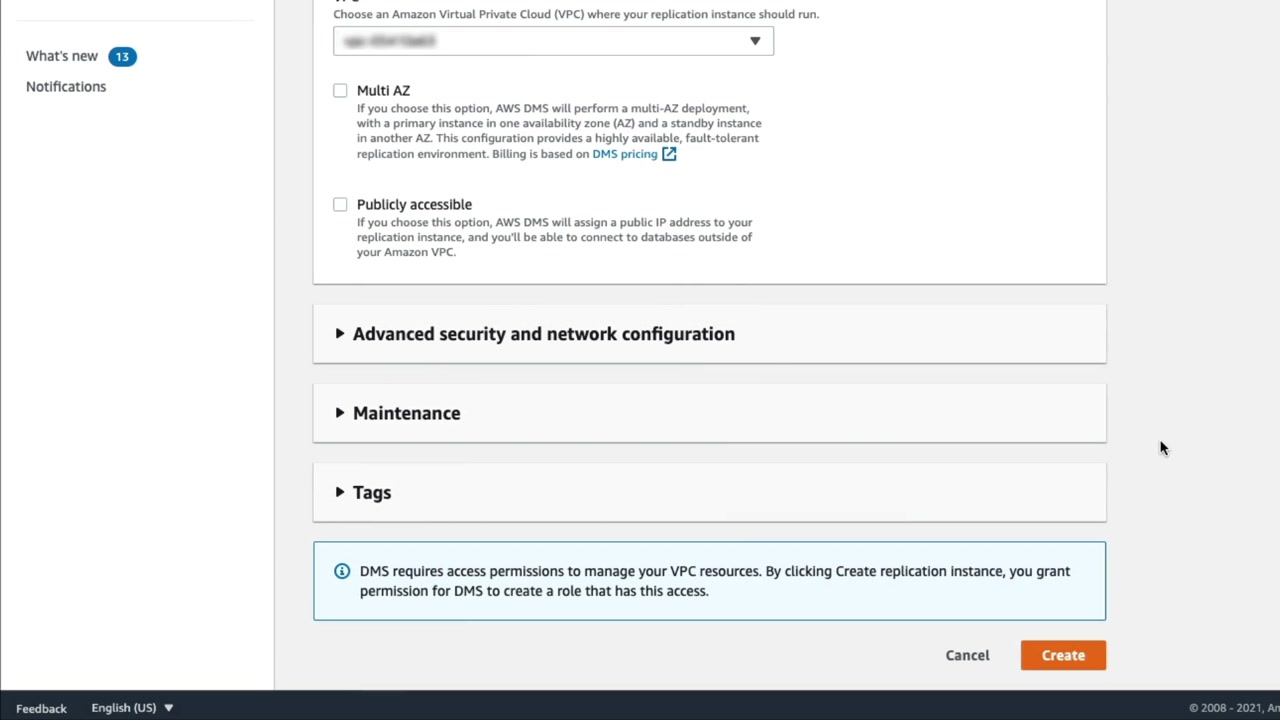 Choose an Amazon Virtual Private Cloud (VPC) where your replication instance should run.
What's new 13
Notifications
Multi AZ
If you choose this option, AWS DMS will perform a multi-AZ deployment,
with a primary instance in one availability zone (AZ) and a standby instance
in another AZ. This configuration provides a highly available, fault-tolerant
replication environment. Billing is based on DMS pricing
Publicly accessible
If you choose this option, AWS DMS will assign a public IP address to your
replication instance, and you'll be able to connect to databases outside of
your Amazon VPC.
Advanced security and network configuration
Maintenance
Tags
DMS requires access permissions to manage your VPC resources. By clicking Create replication instance, you grant
permission for DMS to create a role that has this access.
Cancel Create
Feedback English (US) © 2008 - 2021,